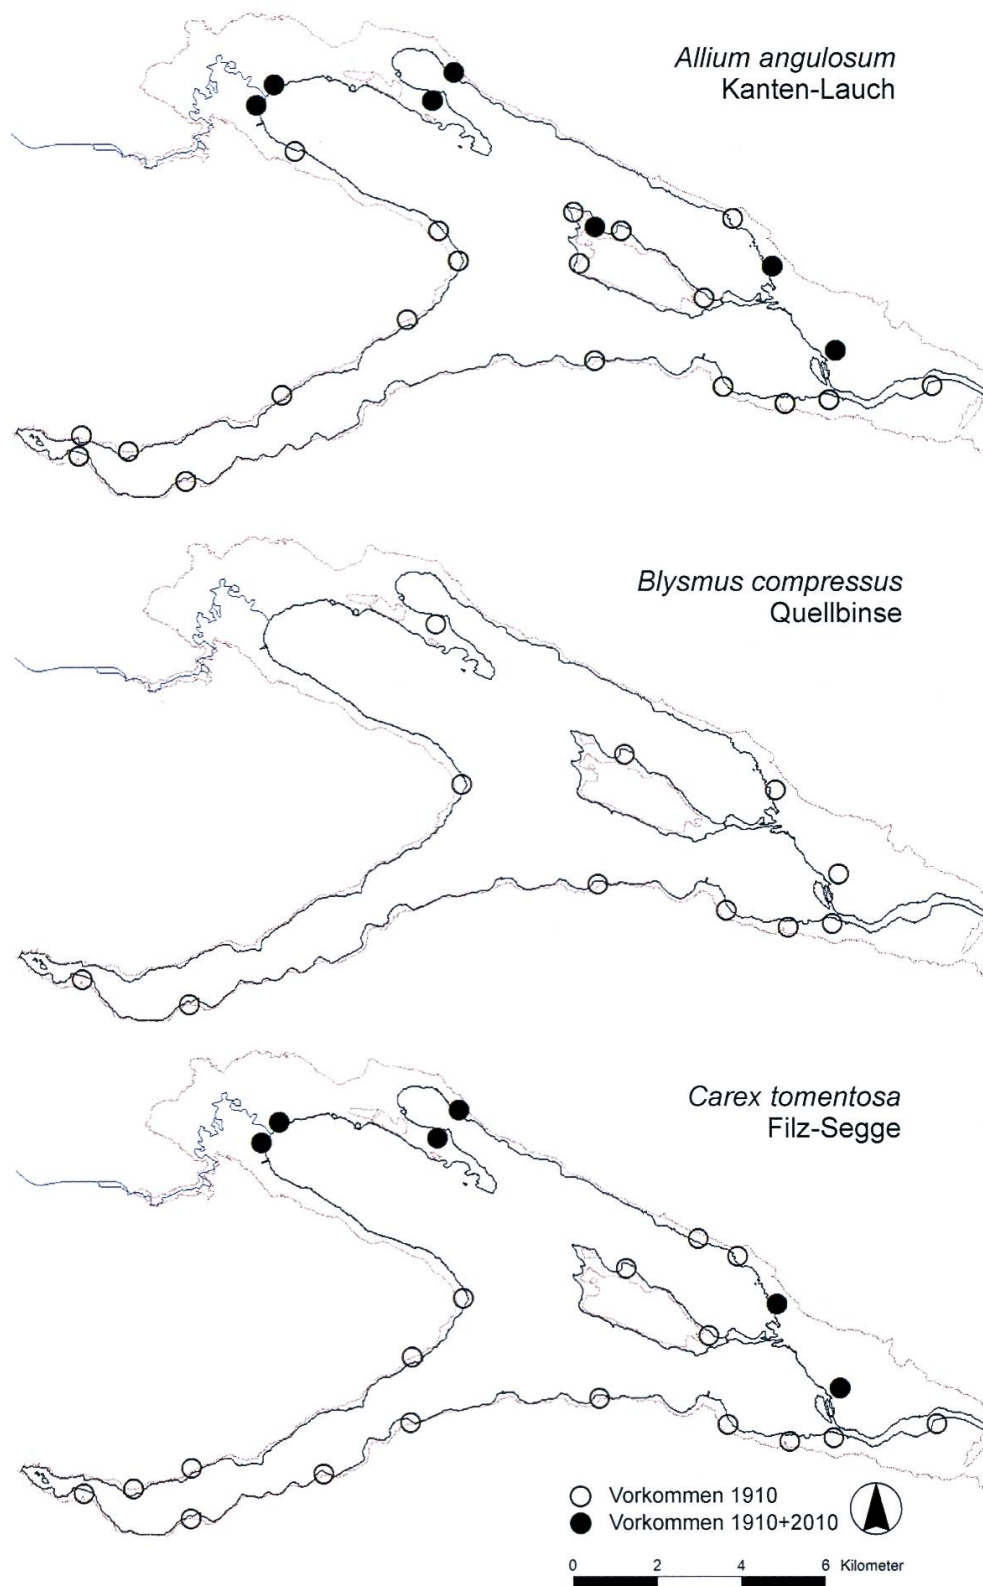 Allium angulosum
Kanten-Lauch
Blysmus compressus
Quellbinse
Carex tomentosa
Filz-Segge
Vorkommen 1910
Vorkommen 1910+2010
0 2 4 6 Kilometer